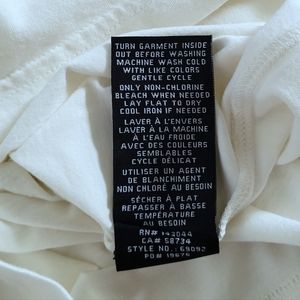 TURN GARMENT INSIDE
OUT BEFORE WASHING
MACHINE WASH COLD
WITH LIKE COLORS
GENTLE CYCLE
ONLY NON-CHLORINE
BLEACH WHEN NEEDED
LAY FLAT TO DRY
COOL IRON IF NEEDED
LAVER À L'ENVERS
LAVER À LA MACHINE
À L'EAU FROIDE
AVEC DES COULEURS
SEMBLABLES
CYCLE DÉLICAT
UTILISER UN AGENT
DE BLANCHIMENT
NON CHLORÉ AU BESOIN
SÉCHER À PLAT
REPASSER À BASSE
TEMPÉRATURE
AU BESOIN
RN# 143044
CA# 58734
STYLE NO.: 69092
PO# 19676